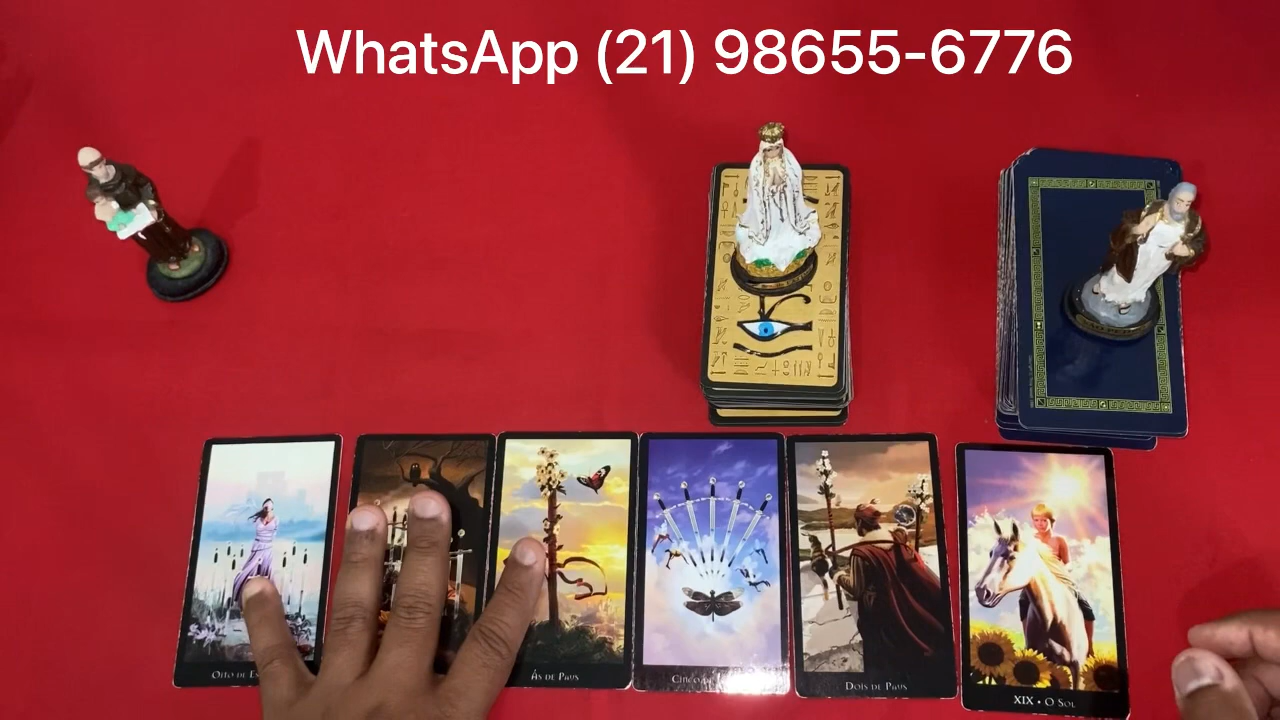 WhatsApp (21) 98655-6776
Oito de
Ás de Paus
Dois de Paus
XIX • O Sol